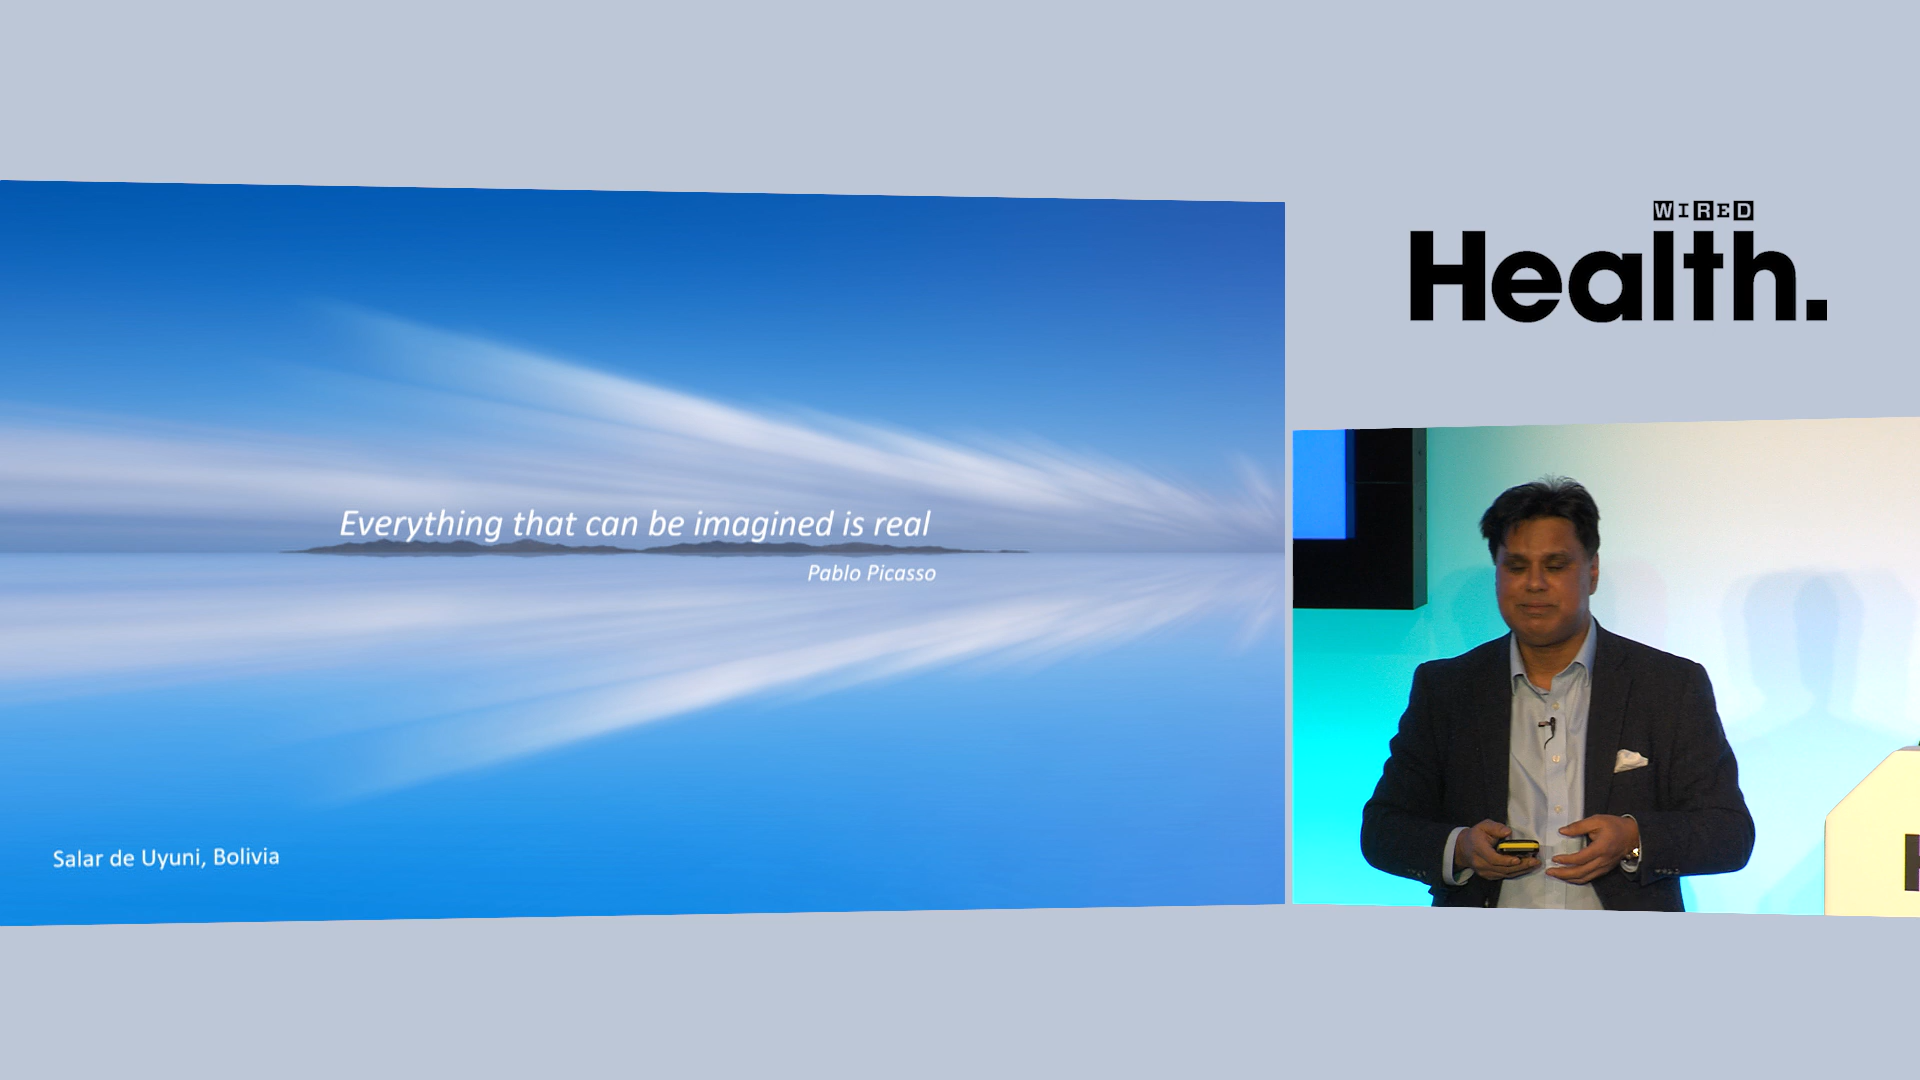 Everything that can be imagined is real
Pablo Picasso
Salar de Uyuni, Bolivia
WIRED
Health.